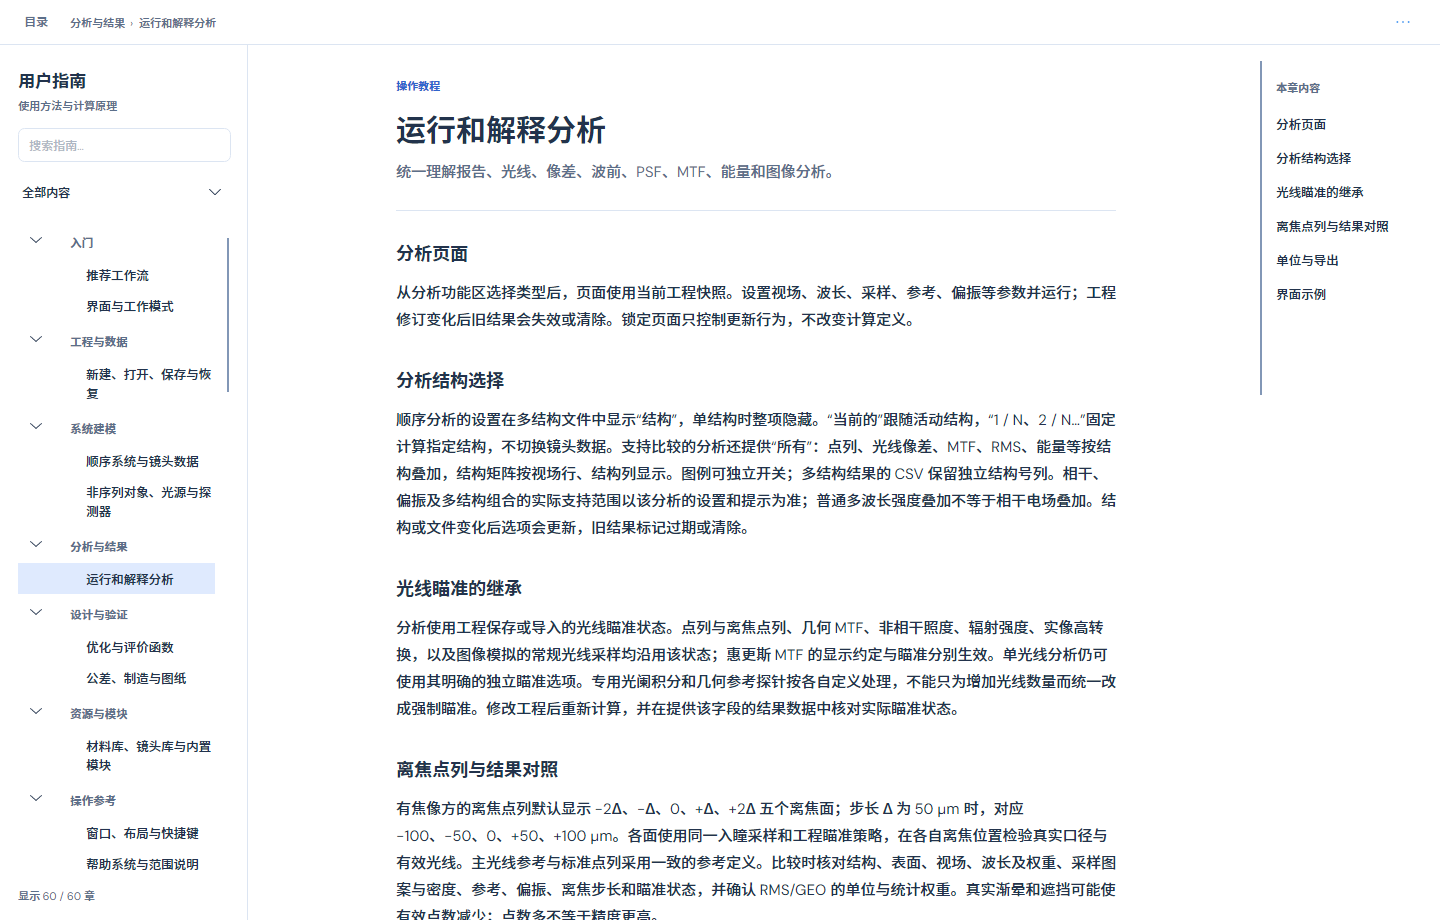 目录
分析与结果 › 运行和解释分析
...
用户指南
使用方法与计算原理
搜索指南...
全部内容
入门
推荐工作流
界面与工作模式
工程与数据
新建、打开、保存与恢
复
系统建模
顺序系统与镜头数据
非序列对象、光源与探
测器
分析与结果
运行和解释分析
设计与验证
优化与评价函数
公差、制造与图纸
资源与模块
材料库、镜头库与内置
模块
操作参考
窗口、布局与快捷键
帮助系统与范围说明
显示 60 / 60 章
操作教程
运行和解释分析
统一理解报告、光线、像差、波前、PSF、MTF、能量和图像分析。
分析页面
从分析功能区选择类型后，页面使用当前工程快照。设置视场、波长、采样、参考、偏振等参数并运行；工程
修订变化后旧结果会失效或清除。锁定页面只控制更新行为，不改变计算定义。
分析结构选择
顺序分析的设置在多结构文件中显示“结构”，单结构时整项隐藏。“当前的”跟随活动结构，“1 / N、2 / N…”固定
计算指定结构，不切换镜头数据。支持比较的分析还提供“所有”：点列、光线像差、MTF、RMS、能量等按结
构叠加，结构矩阵按视场行、结构列显示。图例可独立开关；多结构结果的 CSV 保留独立结构号列。相干、
偏振及多结构组合的实际支持范围以该分析的设置和提示为准；普通多波长强度叠加不等于相干电场叠加。结
构或文件变化后选项会更新，旧结果标记过期或清除。
光线瞄准的继承
分析使用工程保存或导入的光线瞄准状态。点列与离焦点列、几何 MTF、非相干照度、辐射强度、实像高转
换，以及图像模拟的常规光线采样均沿用该状态；惠更斯 MTF 的显示约定与瞄准分别生效。单光线分析仍可
使用其明确的独立瞄准选项。专用光阑积分和几何参考探针按各自定义处理，不能只为增加光线数量而统一改
成强制瞄准。修改工程后重新计算，并在提供该字段的结果数据中核对实际瞄准状态。
离焦点列与结果对照
有焦像方的离焦点列默认显示 −2Δ、−Δ、0、+Δ、+2Δ 五个离焦面；步长 Δ 为 50 μm 时，对应
−100、−50、0、+50、+100 μm。各面使用同一入瞳采样和工程瞄准策略，在各自离焦位置检验真实口径与
有效光线。主光线参考与标准点列采用一致的参考定义。比较时核对结构、表面、视场、波长及权重、采样图
案与密度、参考、偏振、离焦步长和瞄准状态，并确认 RMS/GEO 的单位与统计权重。真实渐晕和遮挡可能使
有效点数减少；点数多不等于精度更高。
本章内容
分析页面
分析结构选择
光线瞄准的继承
离焦点列与结果对照
单位与导出
界面示例